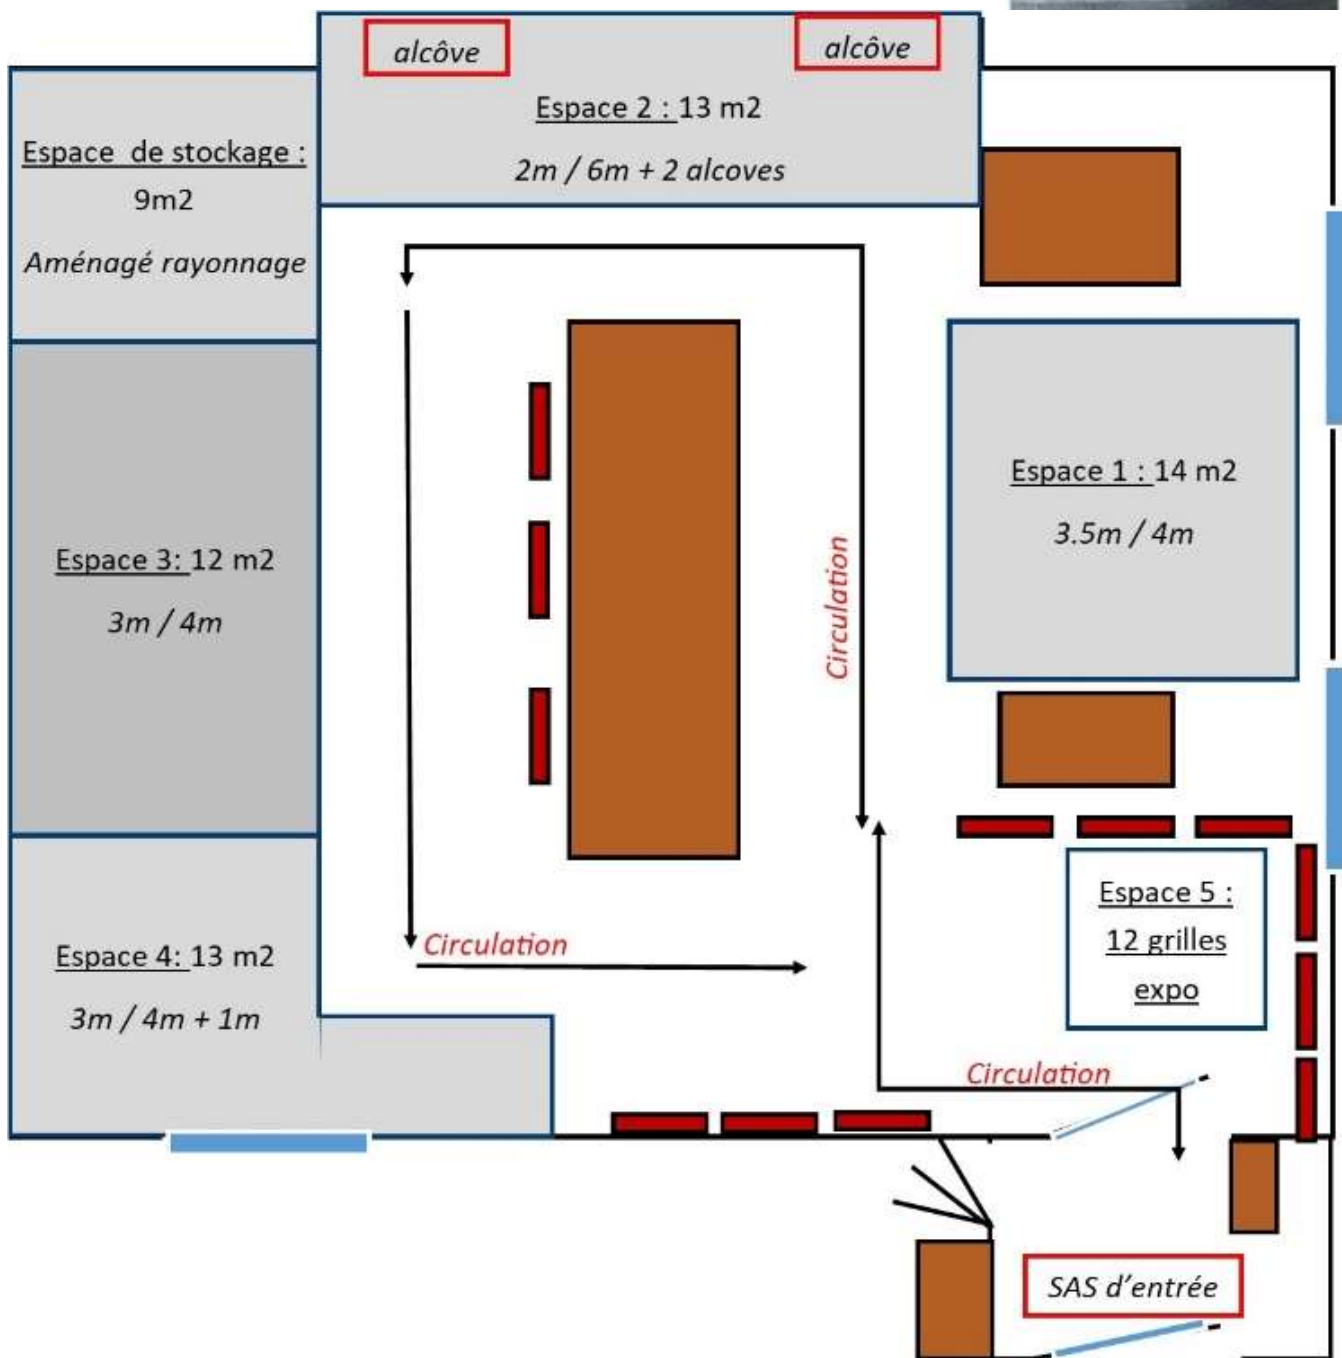 alcôve
alcôve
Espace 2 : 13 m2
2m / 6m + 2 alcoves
Espace de stockage :
9m2
Aménagé rayonnage
Espace 1 : 14 m2
3.5m / 4m
Espace 3: 12 m2
3m / 4m
Circulation
Espace 5 :
12 grilles
expo
Espace 4: 13 m2
3m / 4m + 1m
Circulation
Circulation
SAS d'entrée